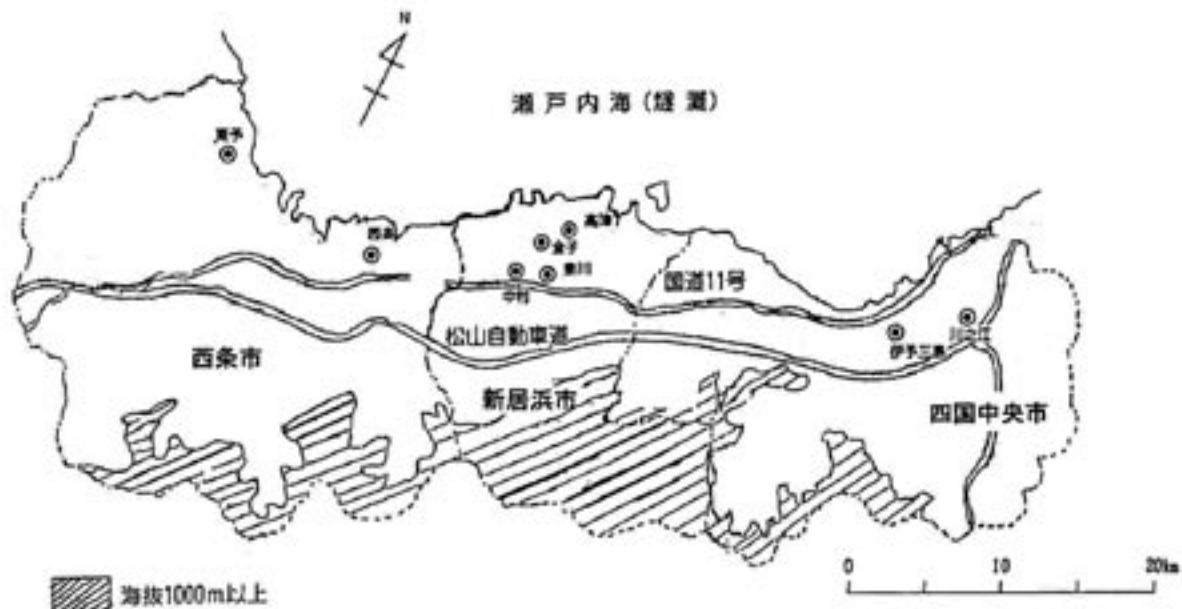 N
瀬戸内海(燧灘)
東予
西条
高津
金子
泉川
中村
国道11号
松山自動車道
川之江
伊予三島
西条市
新居浜市
四国中央市
0 10 20km
海抜1000m以上